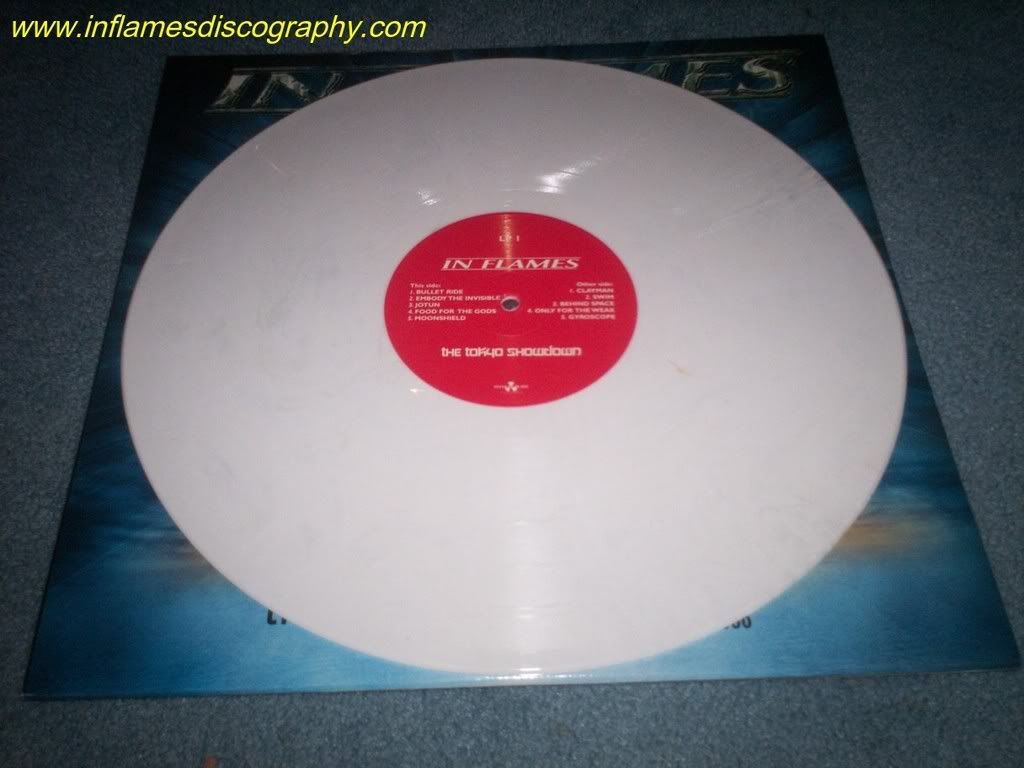 www.inflamesdiscography.com
IN FLAMES
LP 1
IN FLAMES
This side:
1. BULLET RIDE
2. EMBODY THE INVISIBLE
3. JOTUN
4. FOOD FOR THE GODS
5. MOONSHIELD
Other side:
1. CLAYMAN
2. SWIM
3. BEHIND SPACE
4. ONLY FOR THE WEAK
5. GYROSCOPE
THE TOKYO SHOWDOWN